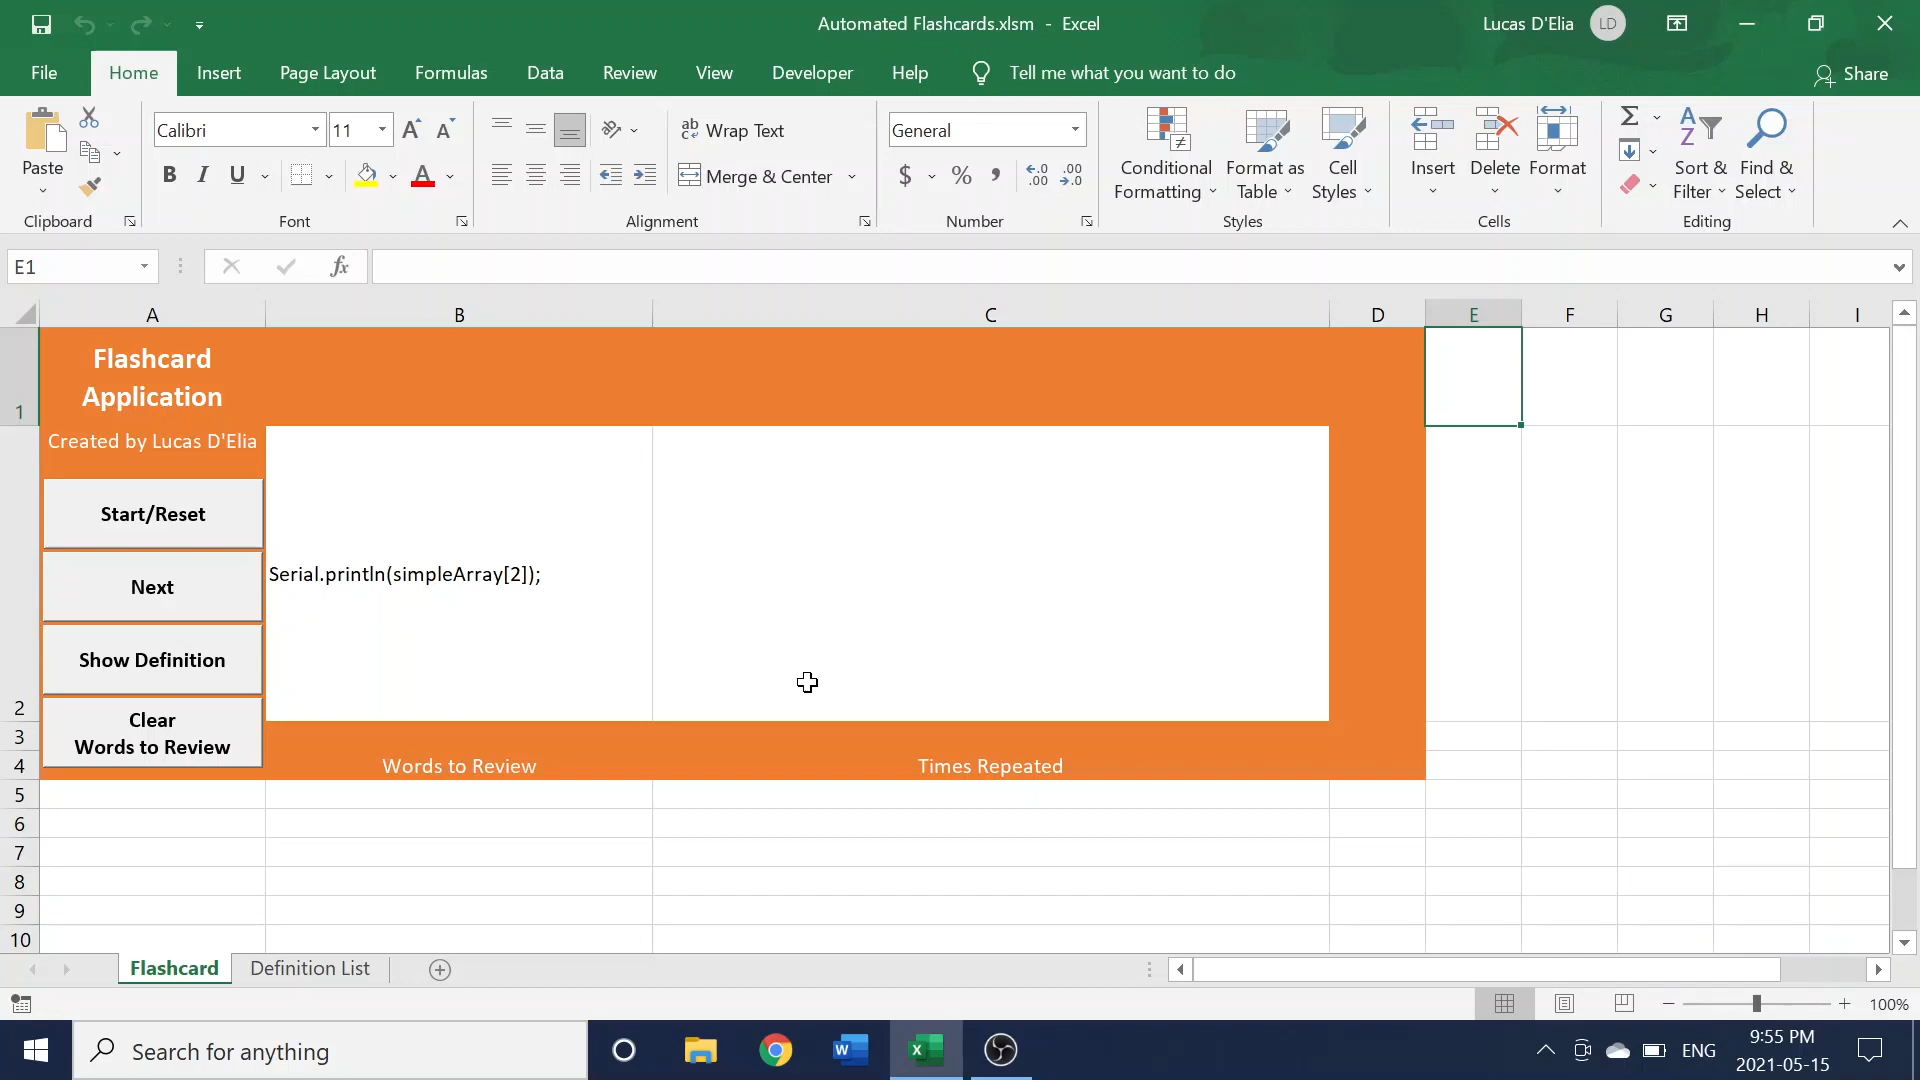 Automated Flashcards.xlsm - Excel
Lucas D'Elia LD
File Home Insert Page Layout Formulas Data Review View Developer Help Tell me what you want to do Share
Calibri 11 Wrap Text General
Paste B I U Merge & Center $ % , Conditional Formatting Format as Table Cell Styles Insert Delete Format Sort & Filter Find & Select
Clipboard Font Alignment Number Styles Cells Editing
E1 fx
A B C D E F G H I
Flashcard
Application
1
Created by Lucas D'Elia
Start/Reset
Serial.println(simpleArray[2]);
Next
Show Definition
2
Clear
Words to Review
3
4 Words to Review Times Repeated
5
6
7
8
9
10
Flashcard Definition List
100%
Search for anything
ENG
9:55 PM
2021-05-15